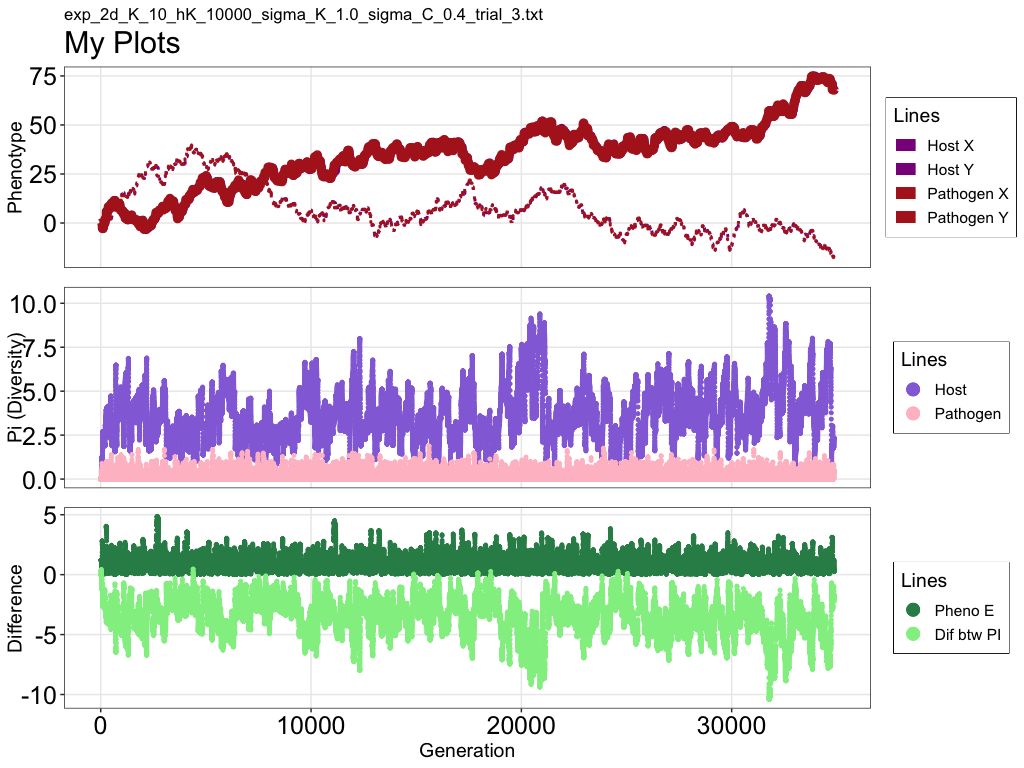 exp_2d_K_10_hK_10000_sigma_K_1.0_sigma_C_0.4_trial_3.txt
My Plots
75
50
25
0
Phenotype
Lines
Host X
Host Y
Pathogen X
Pathogen Y
10.0
7.5
5.0
2.5
0.0
Pi (Diversity)
Lines
Host
Pathogen
5
0
-5
-10
Difference
Lines
Pheno E
Dif btw PI
0 10000 20000 30000
Generation